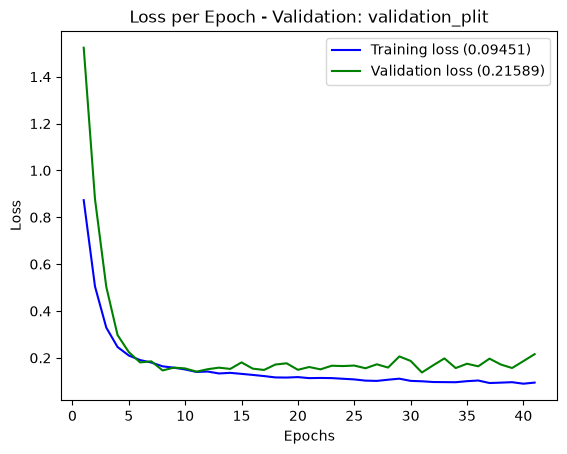 Loss per Epoch - Validation: validation_plit
Training loss (0.09451)
Validation loss (0.21589)
Loss
1.4
1.2
1.0
0.8
0.6
0.4
0.2
0 5 10 15 20 25 30 35 40
Epochs